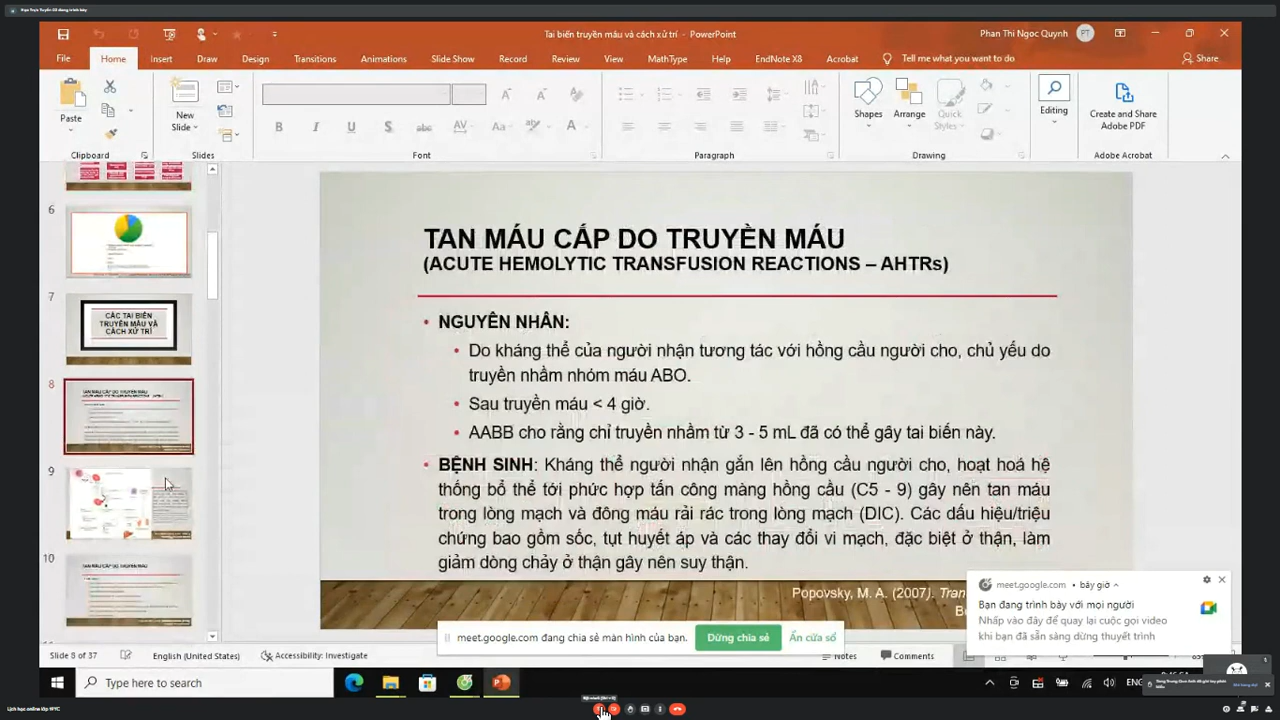 Tai biến truyền máu và cách xử trí - PowerPoint
Phan Thi Ngoc Quynh
PT
File Home Insert Draw Design Transitions Animations Slide Show Record Review View MathType Help EndNote X8 Acrobat Tell me what you want to do Share
Paste
New Slide
Shapes Arrange Quick Styles
Editing
Create and Share Adobe PDF
Clipboard Slides Font Paragraph Drawing Adobe Acrobat
6
7
CÁC TAI BIẾN
TRUYỀN MÁU VÀ
CÁCH XỬ TRÍ
8
9
10
TAN MÁU CẤP DO TRUYỀN MÁU
(ACUTE HEMOLYTIC TRANSFUSION REACTIONS – AHTRs)
• NGUYÊN NHÂN:
• Do kháng thể của người nhận tương tác với hồng cầu người cho, chủ yếu do
truyền nhầm nhóm máu ABO.
• Sau truyền máu < 4 giờ.
• AABB cho rằng chỉ truyền nhầm từ 3 - 5 mL đã có thể gây tai biến này.
• BỆNH SINH: Kháng thể người nhận gắn lên hồng cầu người cho, hoạt hoá hệ
thống bổ thể tới phức hợp tấn công màng hồng cầu (C5 - 9) gây nên tan máu
trong lòng mạch và đông máu rải rác trong lòng mạch (DIC). Các dấu hiệu/triệu
chứng bao gồm sốc, tụt huyết áp và các thay đổi vi mạch, đặc biệt ở thận, làm
giảm dòng chảy ở thận gây nên suy thận.
Popovsky, M. A. (2007). Tran
meet.google.com • bây giờ
Bạn đang trình bày với mọi người
Nhấp vào đây để quay lại cuộc gọi video
khi bạn đã sẵn sàng dừng thuyết trình
meet.google.com đang chia sẻ màn hình của bạn. Dừng chia sẻ Ẩn cửa sổ
Slide 8 of 37 English (United States) Accessibility: Investigate Notes Comments
Type here to search
ENG
Lịch học online lớp YPTC